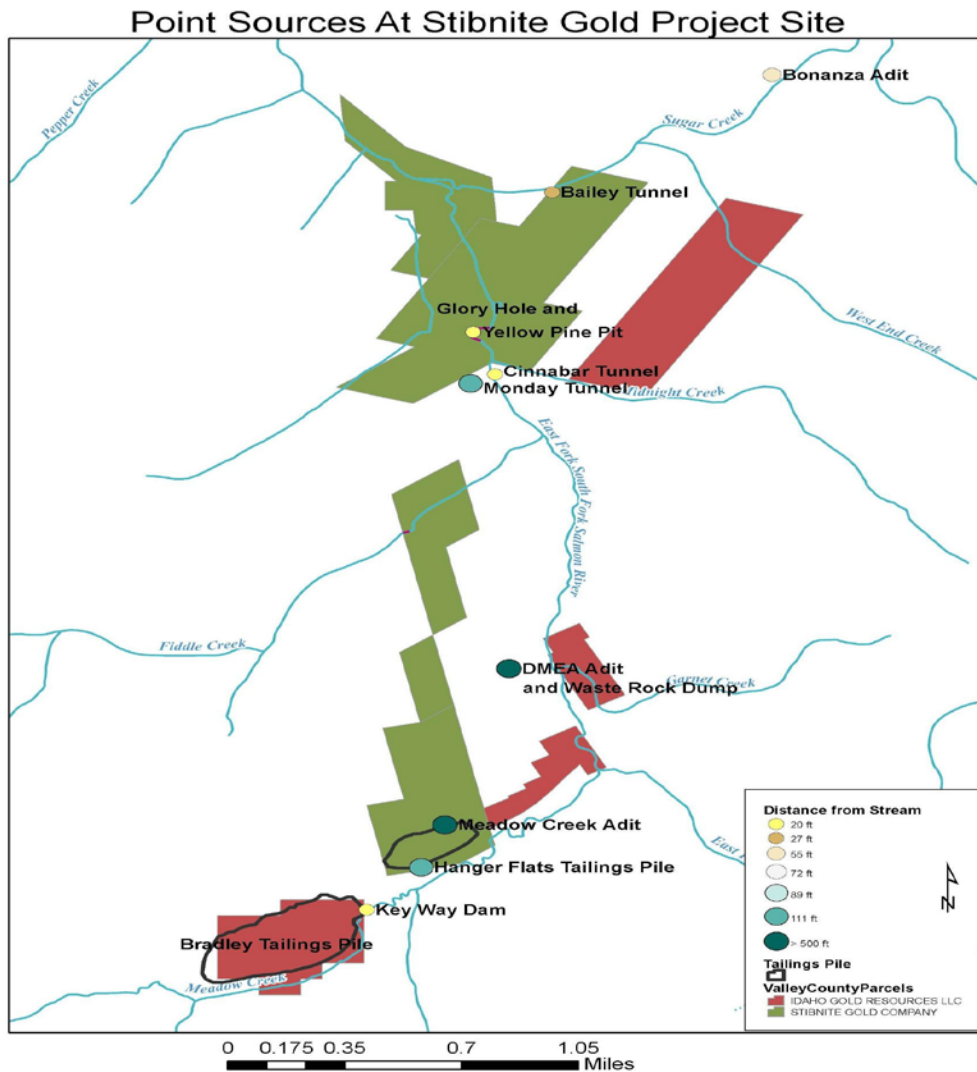 Point Sources At Stibnite Gold Project Site
Pepper Creek
Bonanza Adit
Sugar Creek
Bailey Tunnel
Glory Hole and
Yellow Pine Pit
West End Creek
Cinnabar Tunnel
Monday Tunnel
Midnight Creek
East Fork South Fork Salmon River
Fiddle Creek
DMEA Adit
and Waste Rock Dump
Garnet Creek
Meadow Creek Adit
Hanger Flats Tailings Pile
East
Key Way Dam
Bradley Tailings Pile
Meadow Creek
Distance from Stream
20 ft
27 ft
55 ft
72 ft
89 ft
111 ft
> 500 ft
Tailings Pile
ValleyCountyParcels
IDAHO GOLD RESOURCES LLC
STIBNITE GOLD COMPANY
N
0 0.175 0.35 0.7 1.05
Miles